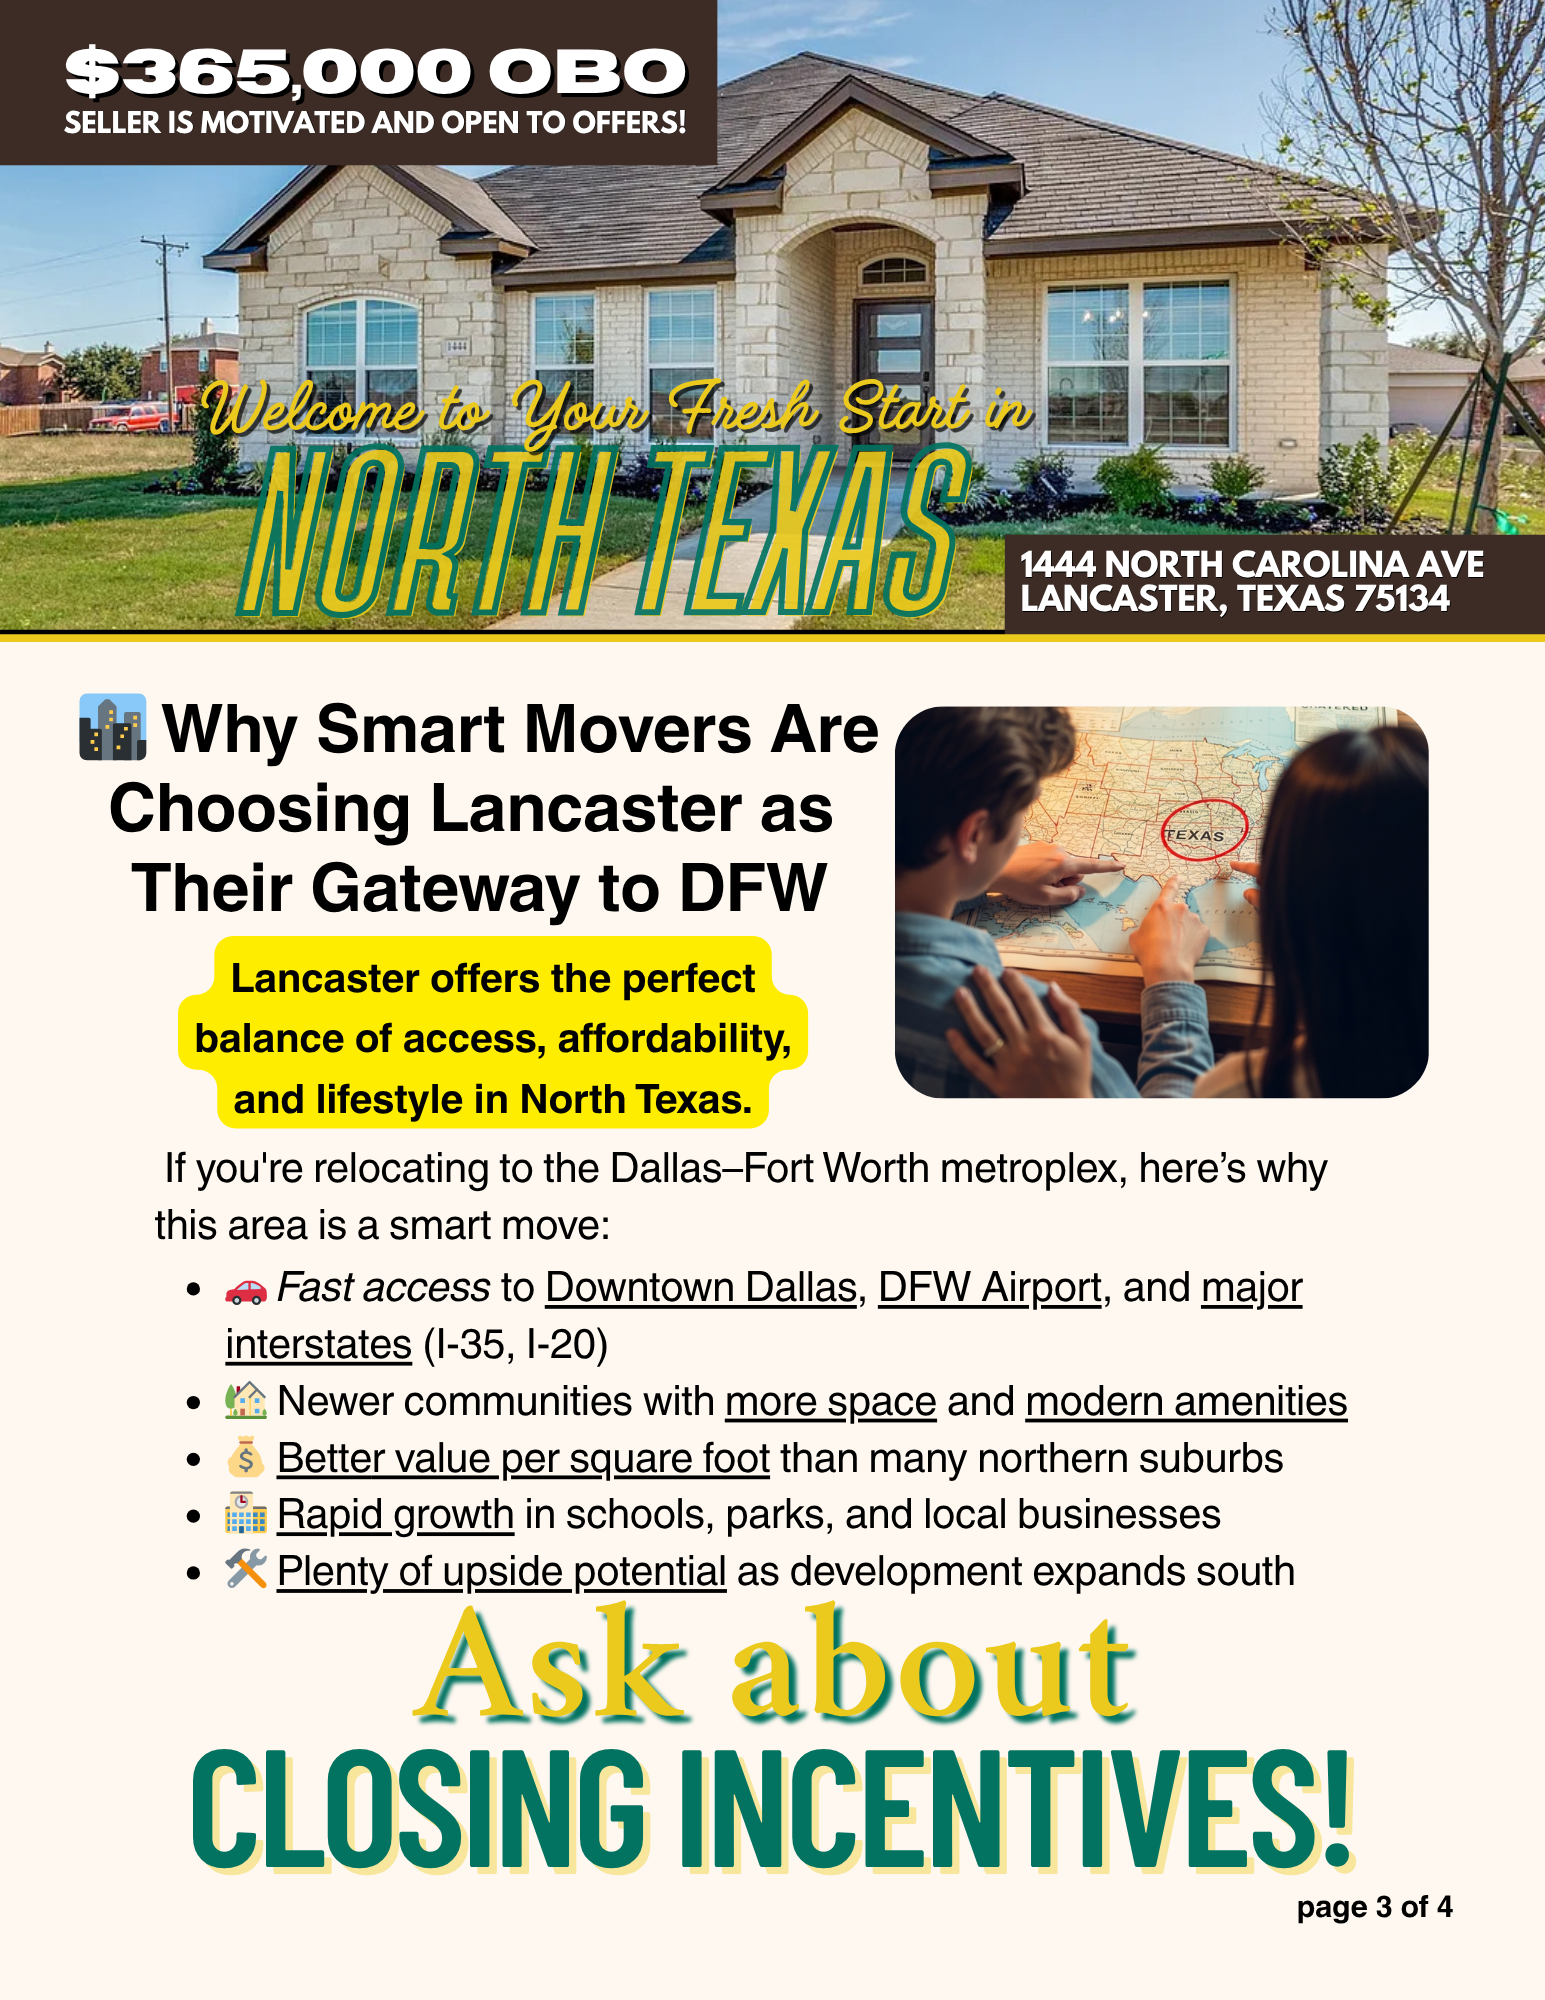 $365,000 OBO
SELLER IS MOTIVATED AND OPEN TO OFFERS!
1444
Welcome to Your Fresh Start in
NORTH TEXAS
1444 NORTH CAROLINA AVE
LANCASTER, TEXAS 75134
Why Smart Movers Are
Choosing Lancaster as
Their Gateway to DFW
TEXAS
Lancaster offers the perfect
balance of access, affordability,
and lifestyle in North Texas.
If you're relocating to the Dallas–Fort Worth metroplex, here’s why
this area is a smart move:
• 🚗 Fast access to Downtown Dallas, DFW Airport, and major
interstates (I-35, I-20)
• 🏡 Newer communities with more space and modern amenities
• 💰 Better value per square foot than many northern suburbs
• 🏫 Rapid growth in schools, parks, and local businesses
• 🛠 Plenty of upside potential as development expands south
Ask about
CLOSING INCENTIVES!
page 3 of 4